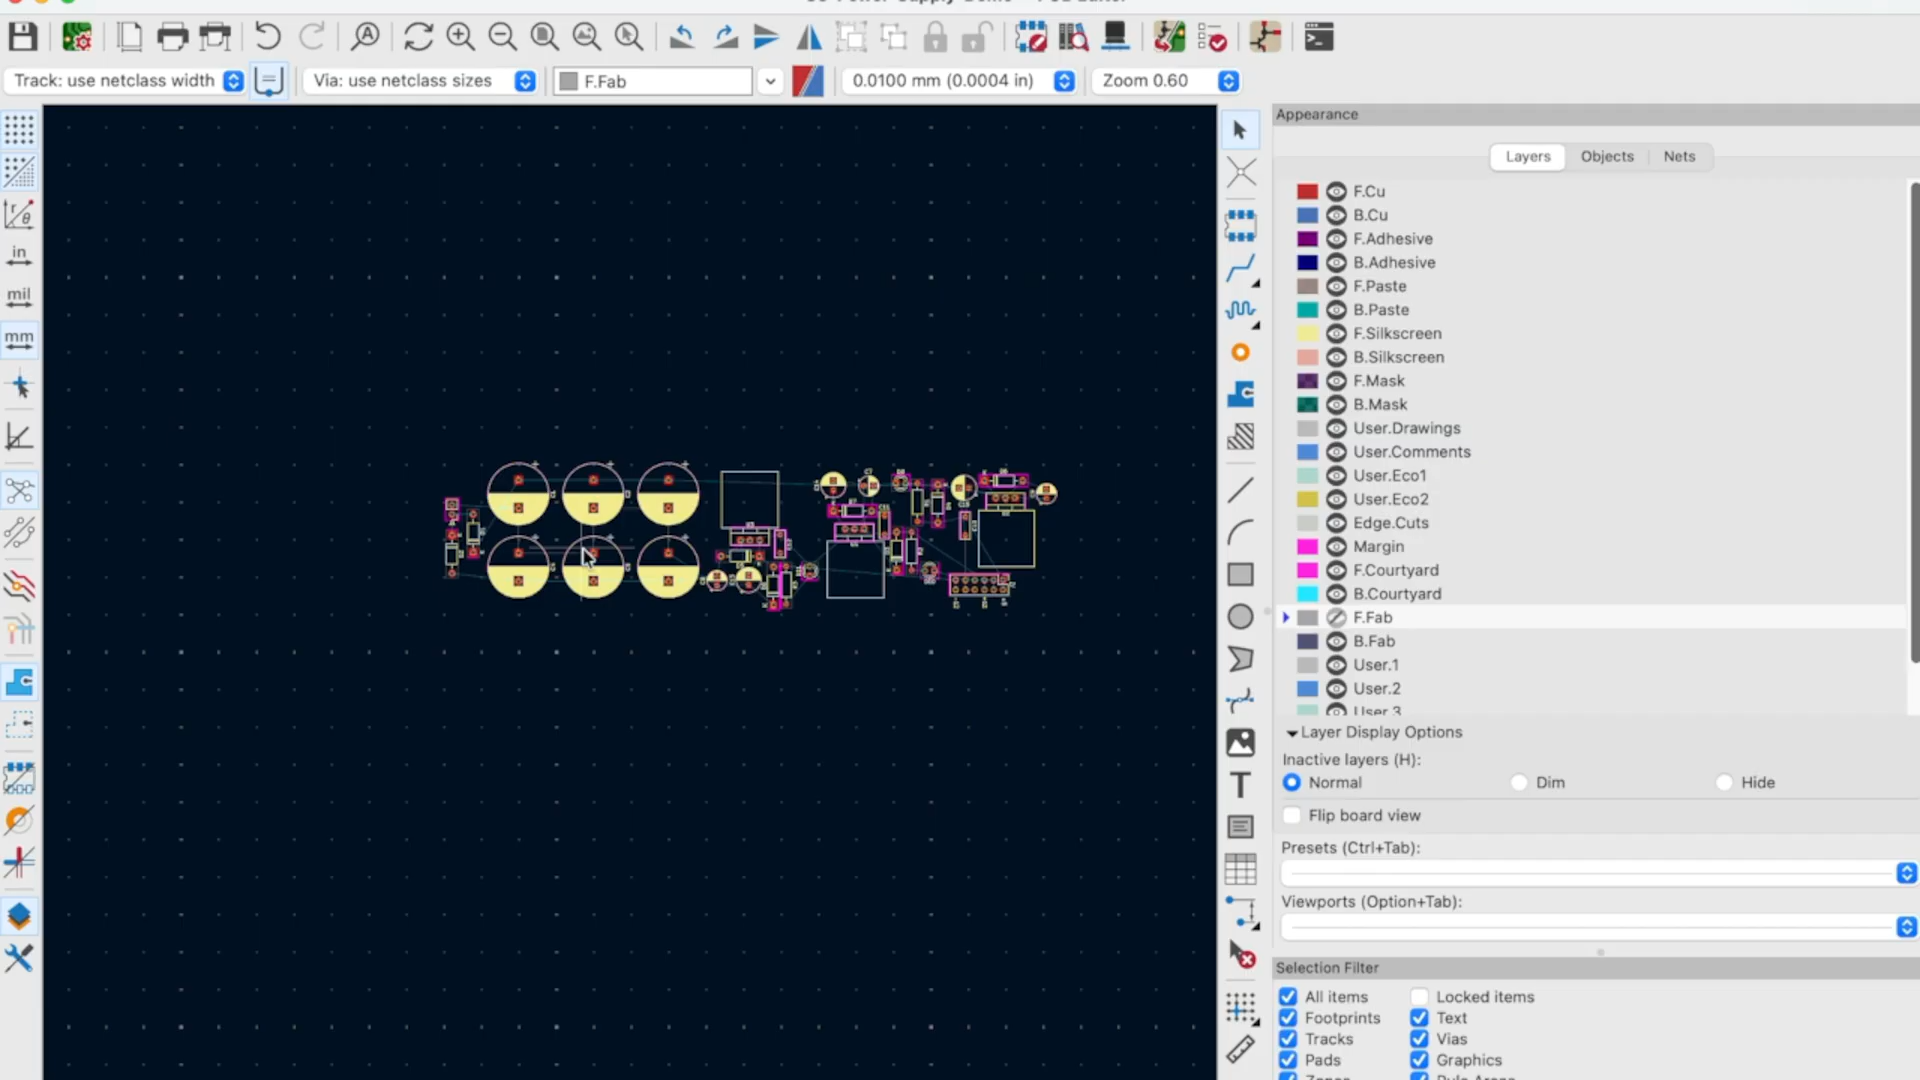 Track: use netclass width
Via: use netclass sizes
F.Fab
0.0100 mm (0.0004 in)
Zoom 0.60
in
mil
mm
Appearance
Layers
Objects
Nets
F.Cu
B.Cu
F.Adhesive
B.Adhesive
F.Paste
B.Paste
F.Silkscreen
B.Silkscreen
F.Mask
B.Mask
User.Drawings
User.Comments
User.Eco1
User.Eco2
Edge.Cuts
Margin
F.Courtyard
B.Courtyard
F.Fab
B.Fab
User.1
User.2
User.3
Layer Display Options
Inactive layers (H):
Normal
Dim
Hide
Flip board view
Presets (Ctrl+Tab):
Viewports (Option+Tab):
Selection Filter
All items
Locked items
Footprints
Text
Tracks
Vias
Pads
Graphics